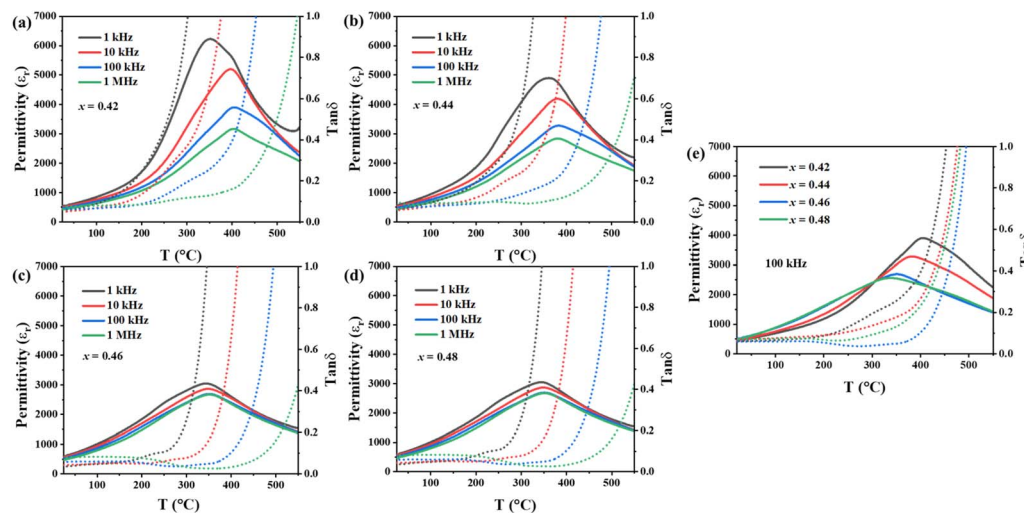 (a)
7000
6000
5000
4000
3000
2000
1000
0
Permittivity (εr)
1 kHz
10 kHz
100 kHz
1 MHz
x = 0.42
1.0
0.8
0.6
0.4
0.2
0.0
Tanδ
100 200 300 400 500
T (°C)
(b)
7000
6000
5000
4000
3000
2000
1000
0
Permittivity (εr)
1 kHz
10 kHz
100 kHz
1 MHz
x = 0.44
1.0
0.8
0.6
0.4
0.2
0.0
Tanδ
100 200 300 400 500
T (°C)
(c)
7000
6000
5000
4000
3000
2000
1000
0
Permittivity (εr)
1 kHz
10 kHz
100 kHz
1 MHz
x = 0.46
1.0
0.8
0.6
0.4
0.2
0.0
Tanδ
100 200 300 400 500
T (°C)
(d)
7000
6000
5000
4000
3000
2000
1000
0
Permittivity (εr)
1 kHz
10 kHz
100 kHz
1 MHz
x = 0.48
1.0
0.8
0.6
0.4
0.2
0.0
Tanδ
100 200 300 400 500
T (°C)
(e)
7000
6000
5000
4000
3000
2000
1000
0
Permittivity (εr)
x = 0.42
x = 0.44
x = 0.46
x = 0.48
100 kHz
1.0
0.8
0.6
0.4
0.2
0.0
Tanδ
100 200 300 400 500
T (°C)